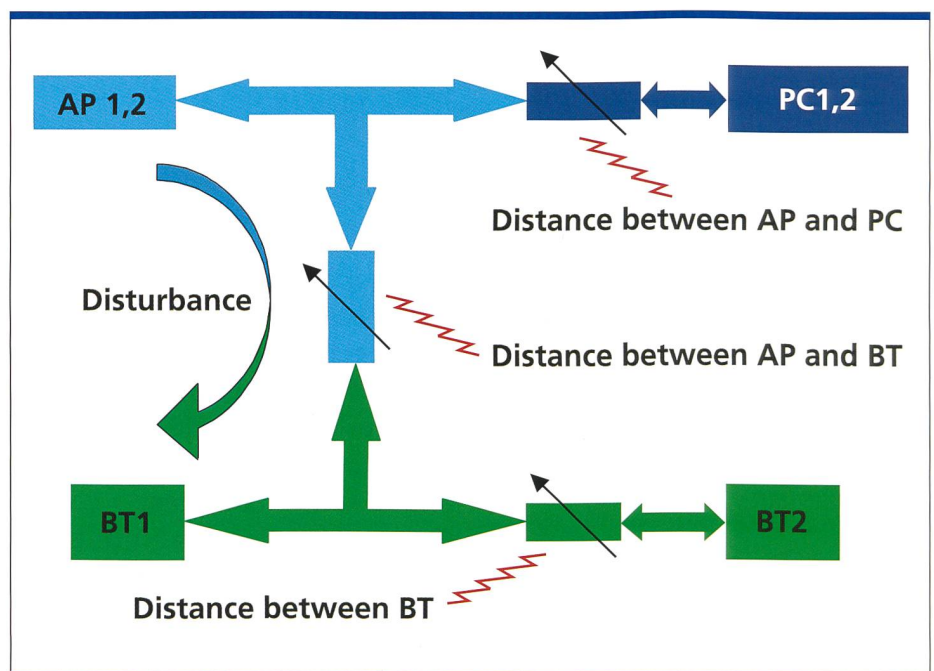 AP 1,2
PC1,2
Distance between AP and PC
Disturbance
Distance between AP and BT
BT1
BT2
Distance between BT